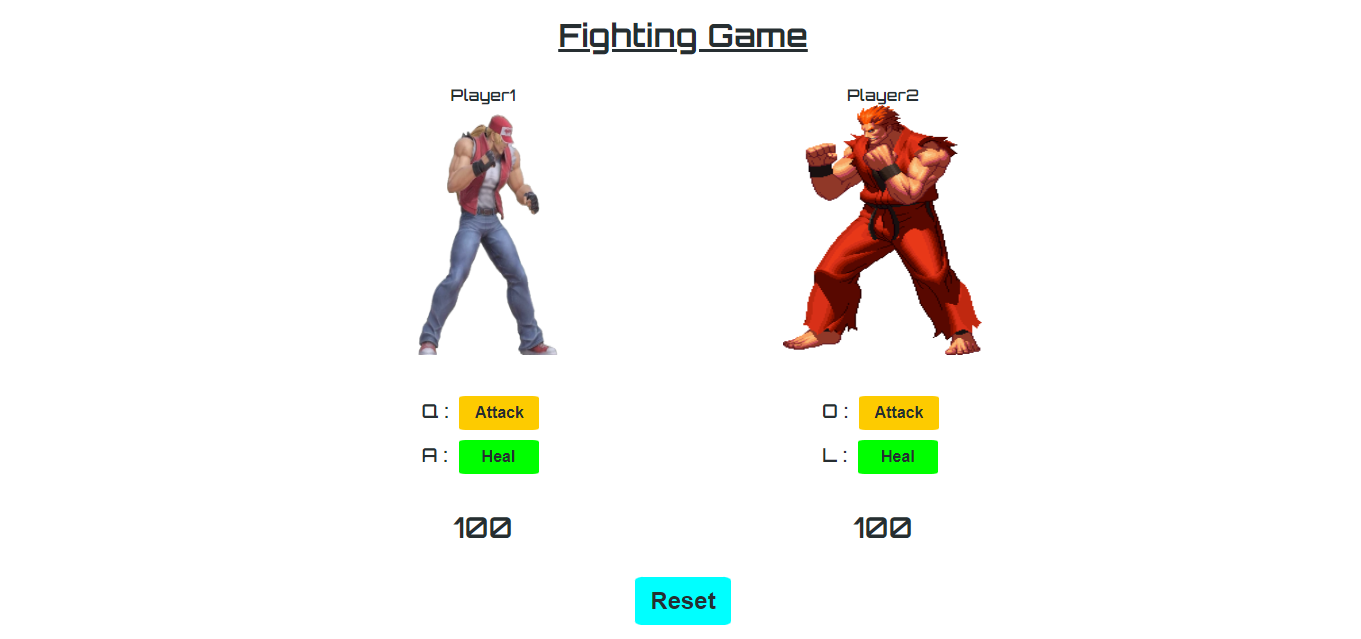 Fighting Game
Player1 Player2
Q : Attack O : Attack
A : Heal L : Heal
100 100
Reset